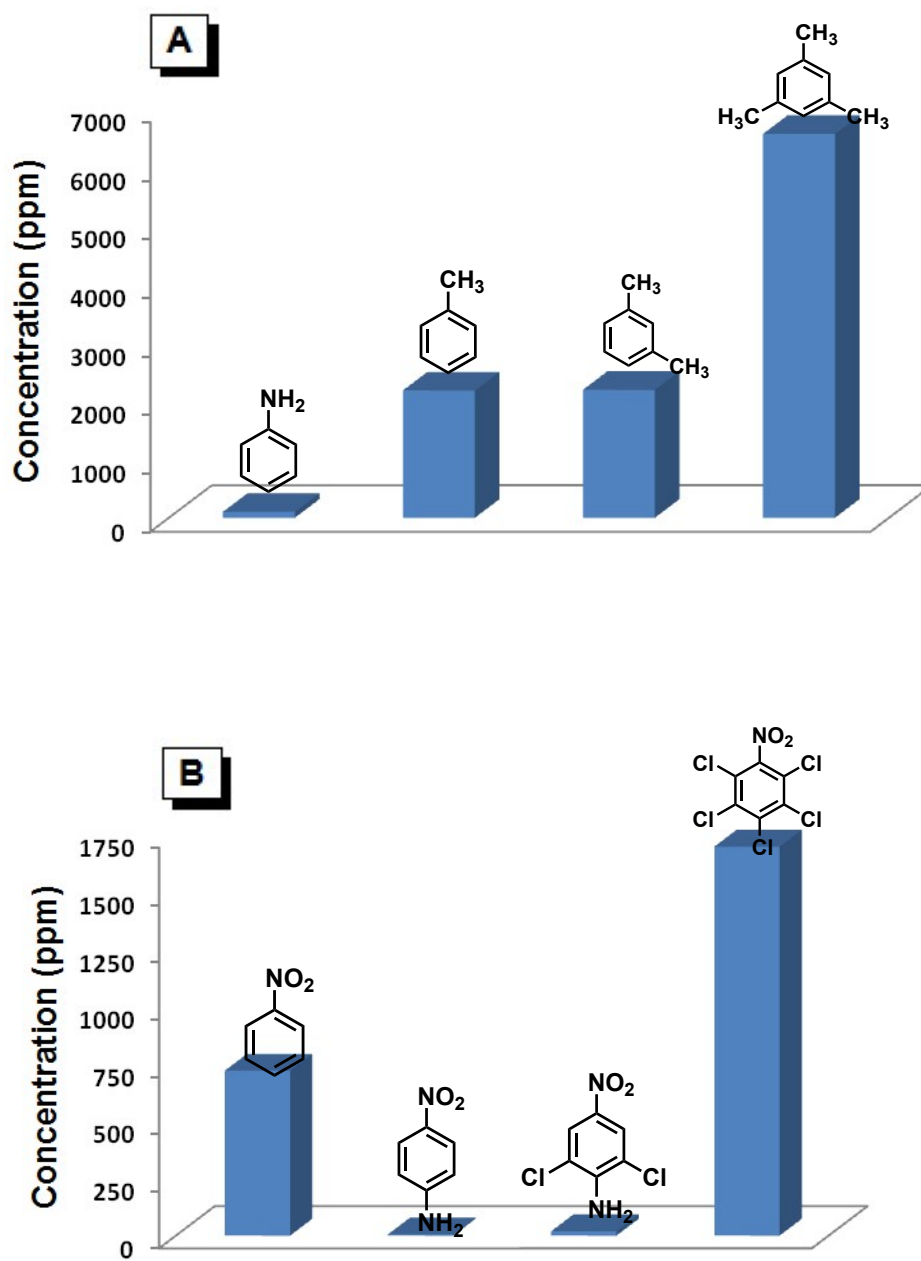 A
CH3
H3C
CH3
7000
6000
5000
4000
3000
2000
1000
0
Concentration (ppm)
CH3
CH3
CH3
NH2
B
NO2
Cl
Cl
Cl
Cl
Cl
1750
1500
1250
1000
750
500
250
0
Concentration (ppm)
NO2
NO2
NH2
NO2
Cl
Cl
NH2